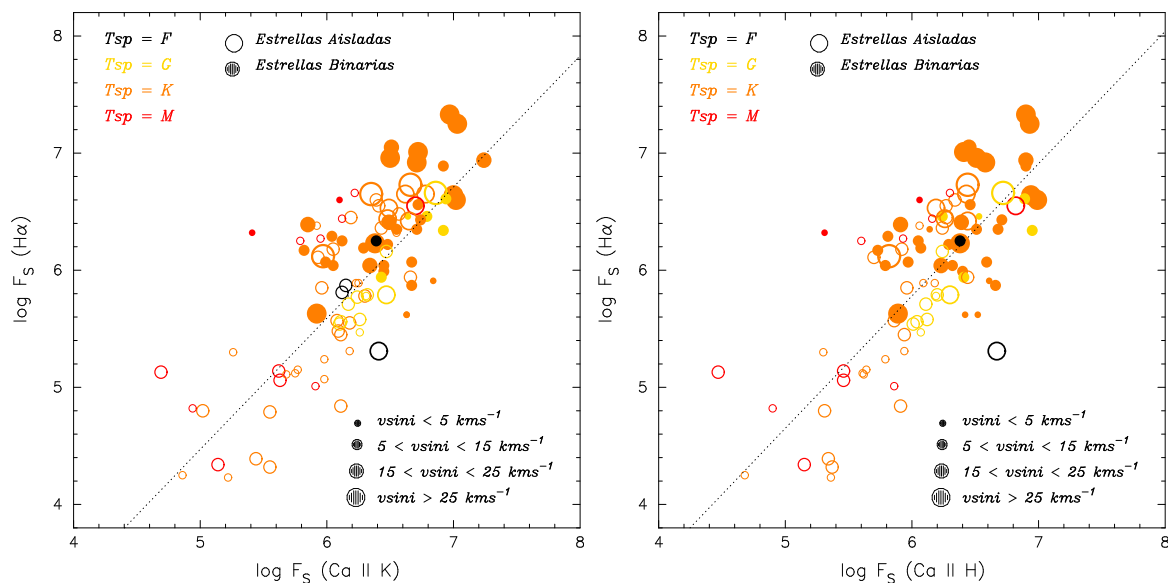 8
7
6
5
4
log F_S (Hα)
Tsp = F
Tsp = G
Tsp = K
Tsp = M
Estrellas Aisladas
Estrellas Binarias
vsini < 5 kms⁻¹
5 < vsini < 15 kms⁻¹
15 < vsini < 25 kms⁻¹
vsini > 25 kms⁻¹
4 5 6 7 8
log F_S (Ca II K)
8
7
6
5
4
log F_S (Hα)
Tsp = F
Tsp = G
Tsp = K
Tsp = M
Estrellas Aisladas
Estrellas Binarias
vsini < 5 kms⁻¹
5 < vsini < 15 kms⁻¹
15 < vsini < 25 kms⁻¹
vsini > 25 kms⁻¹
4 5 6 7 8
log F_S (Ca II H)